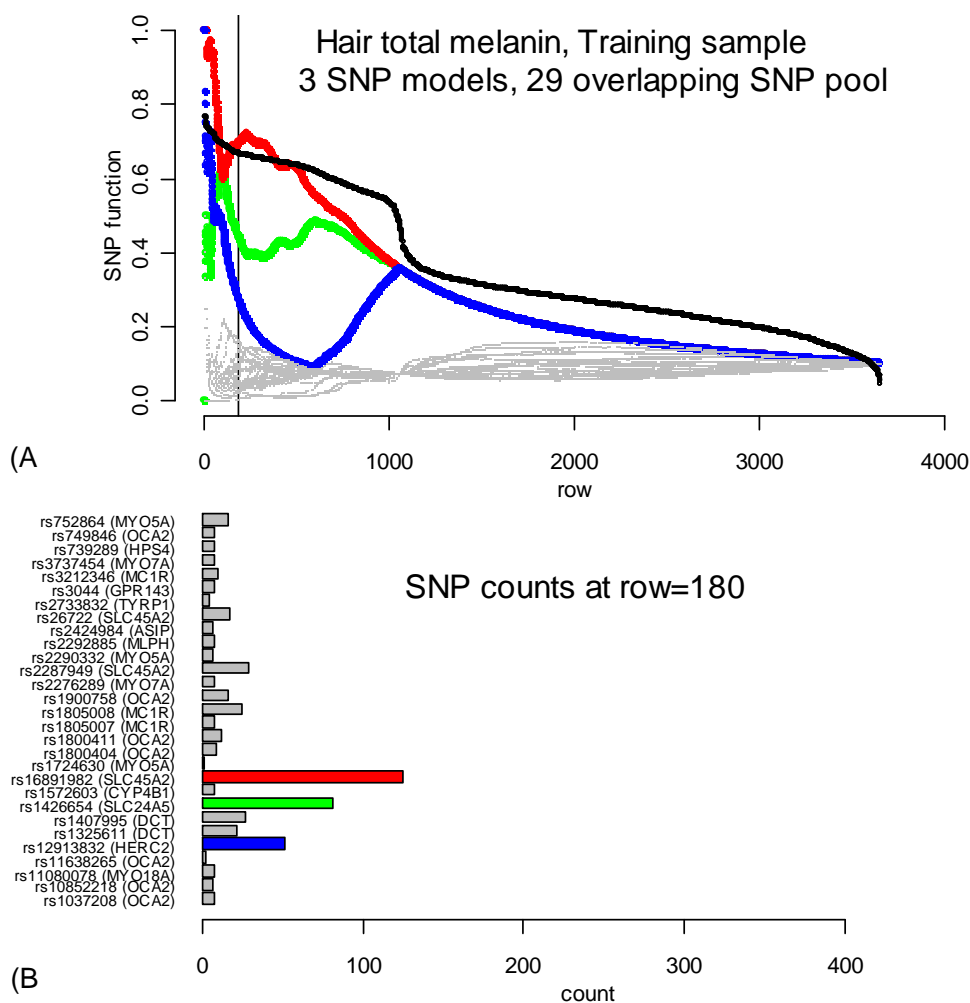 Hair total melanin, Training sample
3 SNP models, 29 overlapping SNP pool
SNP function
1.0
0.8
0.6
0.4
0.2
0.0
0 1000 2000 3000 4000
row
(A
SNP counts at row=180
rs752864 (MYO5A)
rs749846 (OCA2)
rs739289 (HPS4)
rs3737454 (MYO7A)
rs3212346 (MC1R)
rs3044 (GPR143)
rs2733832 (TYRP1)
rs26722 (SLC45A2)
rs2424984 (ASIP)
rs2292885 (MLPH)
rs2290332 (MYO5A)
rs2287949 (SLC45A2)
rs2276289 (MYO7A)
rs1900758 (OCA2)
rs1805008 (MC1R)
rs1805007 (MC1R)
rs1800411 (OCA2)
rs1800404 (OCA2)
rs1724630 (MYO5A)
rs16891982 (SLC45A2)
rs1572603 (CYP4B1)
rs1426654 (SLC24A5)
rs1407995 (DCT)
rs1325611 (DCT)
rs12913832 (HERC2)
rs11638265 (OCA2)
rs11080078 (MYO18A)
rs10852218 (OCA2)
rs1037208 (OCA2)
0 100 200 300 400
count
(B